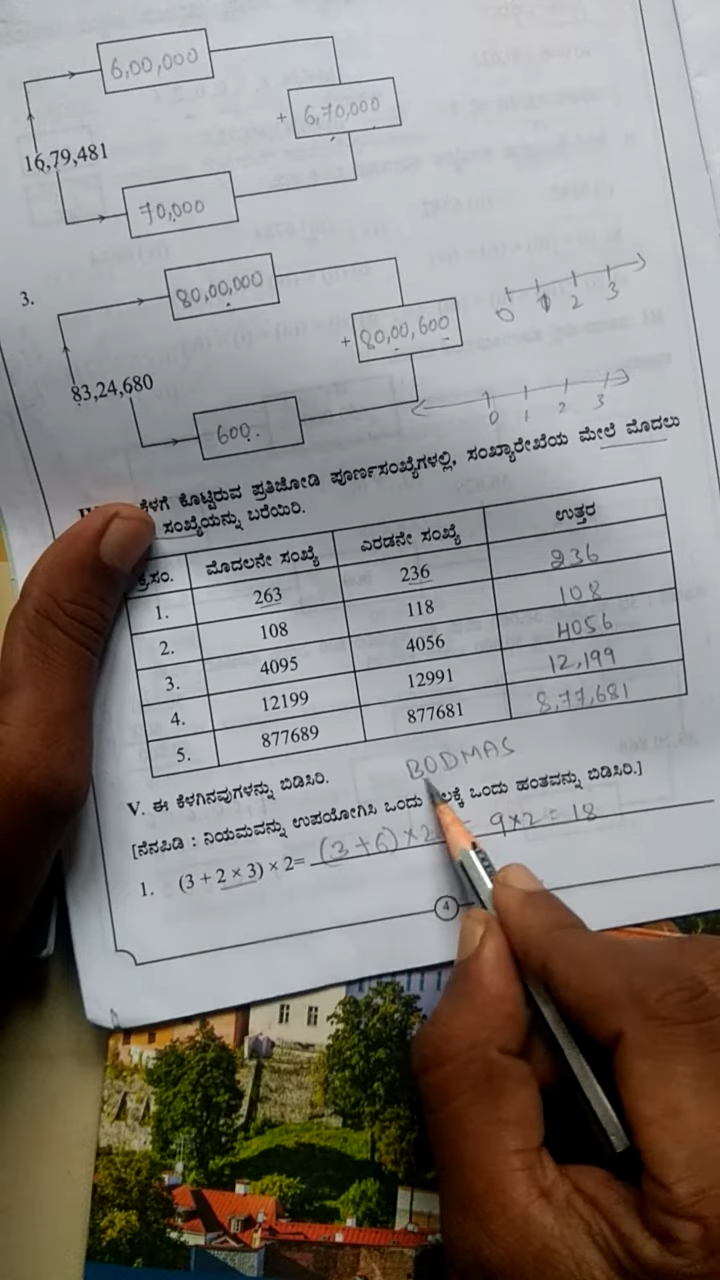 6,00,000
+ 6,70,000
16,79,481
70,000
3.
80,00,000
+ 80,00,600
83,24,680
600.
0 1 2 3
0 1 2 3
ಕೆಳಗೆ ಕೊಟ್ಟಿರುವ ಪ್ರತಿಜೋಡಿ ಪೂರ್ಣಸಂಖ್ಯೆಗಳಲ್ಲಿ, ಸಂಖ್ಯಾರೇಖೆಯ ಮೇಲೆ ಮೊದಲು
ಸಂಖ್ಯೆಯನ್ನು ಬರೆಯಿರಿ.
ಕ್ರ.ಸಂ. ಮೊದಲನೇ ಸಂಖ್ಯೆ ಎರಡನೇ ಸಂಖ್ಯೆ ಉತ್ತರ
1. 263 236 236
2. 108 118 108
3. 4095 4056 4056
4. 12199 12991 12,199
5. 877689 877681 8,77,681
V. ಈ ಕೆಳಗಿನವುಗಳನ್ನು ಬಿಡಿಸಿರಿ. BODMAS
[ನೆನಪಿಡಿ : ನಿಯಮವನ್ನು ಉಪಯೋಗಿಸಿ ಒಂದು ಒಂದು ಹಂತವನ್ನು ಬಿಡಿಸಿರಿ.]
1. (3 + 2 × 3) × 2= (3 + 6) × 2 9 × 2 = 18
4